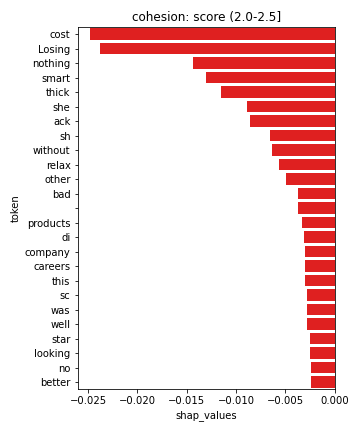 cohesion: score (2.0-2.5]
cost
Losing
nothing
smart
thick
she
ack
sh
without
relax
other
bad
products
di
company
careers
this
sc
was
well
star
looking
no
better
token
−0.025 −0.020 −0.015 −0.010 −0.005 0.000
shap_values